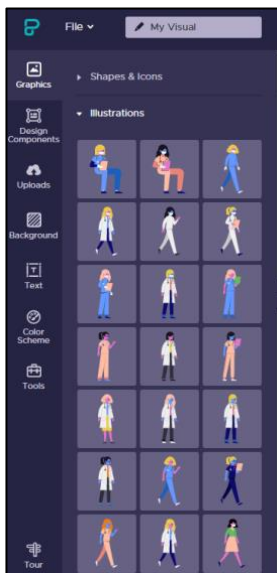 File
My Visual
Graphics
Shapes & Icons
Illustrations
Design
Components
Uploads
Background
Text
Color
Scheme
Tools
Tour